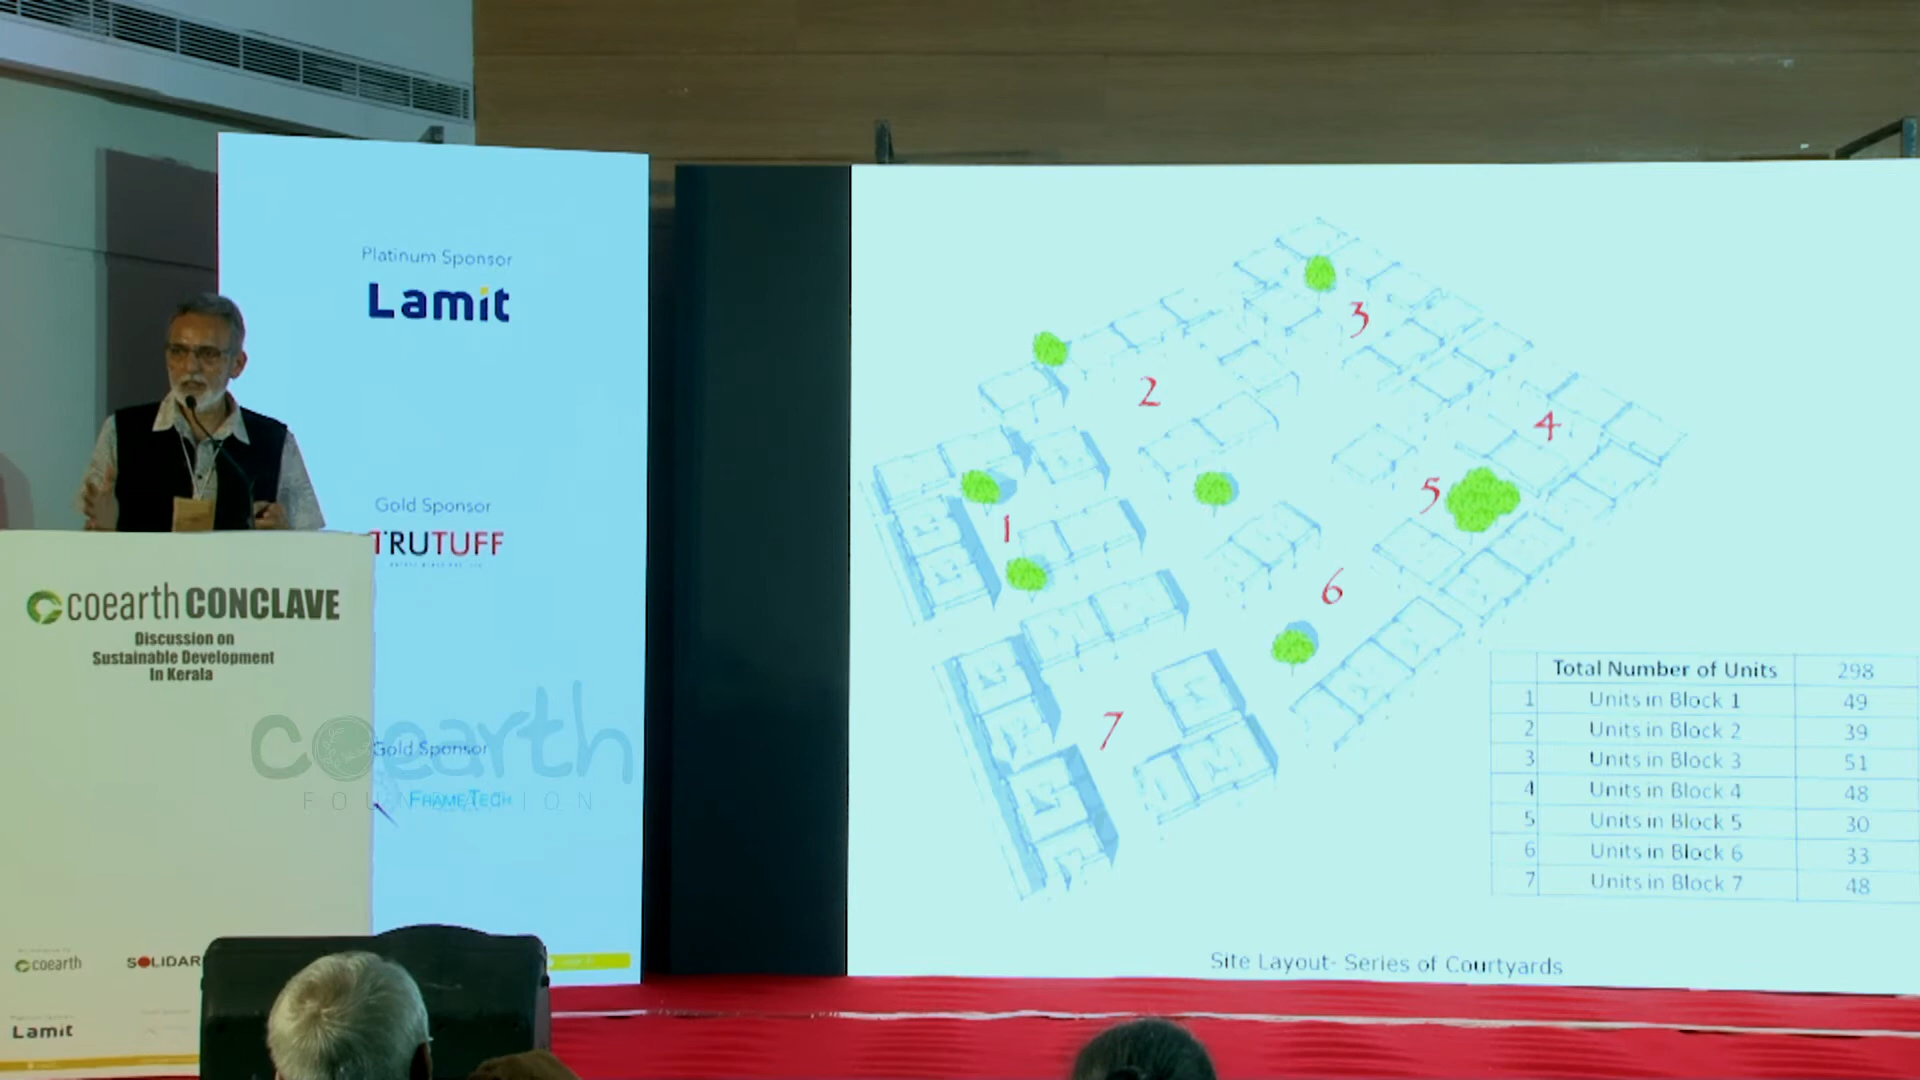 Platinum Sponsor
Lamit
Gold Sponsor
TRUTUFF
Gold Sponsor
FRAMETECH
coearth
FOUNDATION
coearth CONCLAVE
Discussion on
Sustainable Development
In Kerala
coearth
SOLIDAR
Lamit
1
2
3
4
5
6
7
Total Number of Units 298
1 Units in Block 1 49
2 Units in Block 2 39
3 Units in Block 3 51
4 Units in Block 4 48
5 Units in Block 5 30
6 Units in Block 6 33
7 Units in Block 7 48
Site Layout- Series of Courtyards